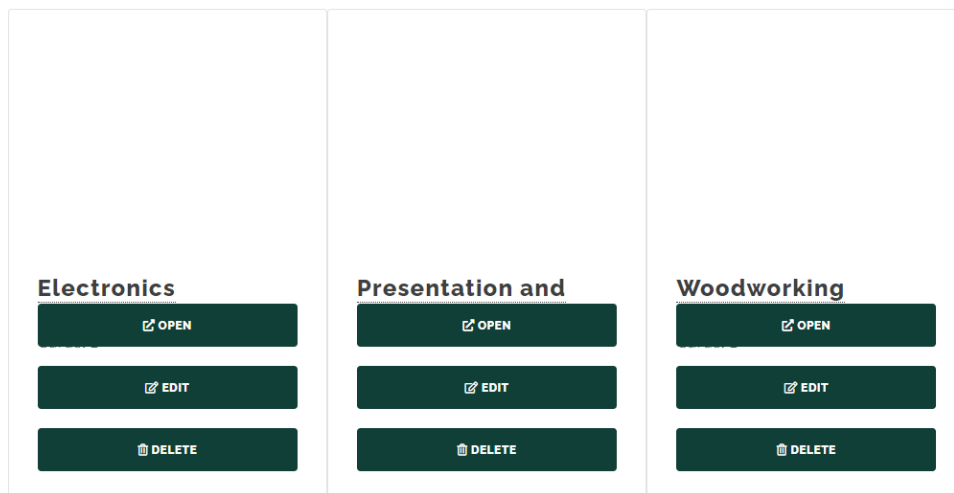 Electronics
Presentation and
Woodworking
OPEN
OPEN
OPEN
EDIT
EDIT
EDIT
DELETE
DELETE
DELETE